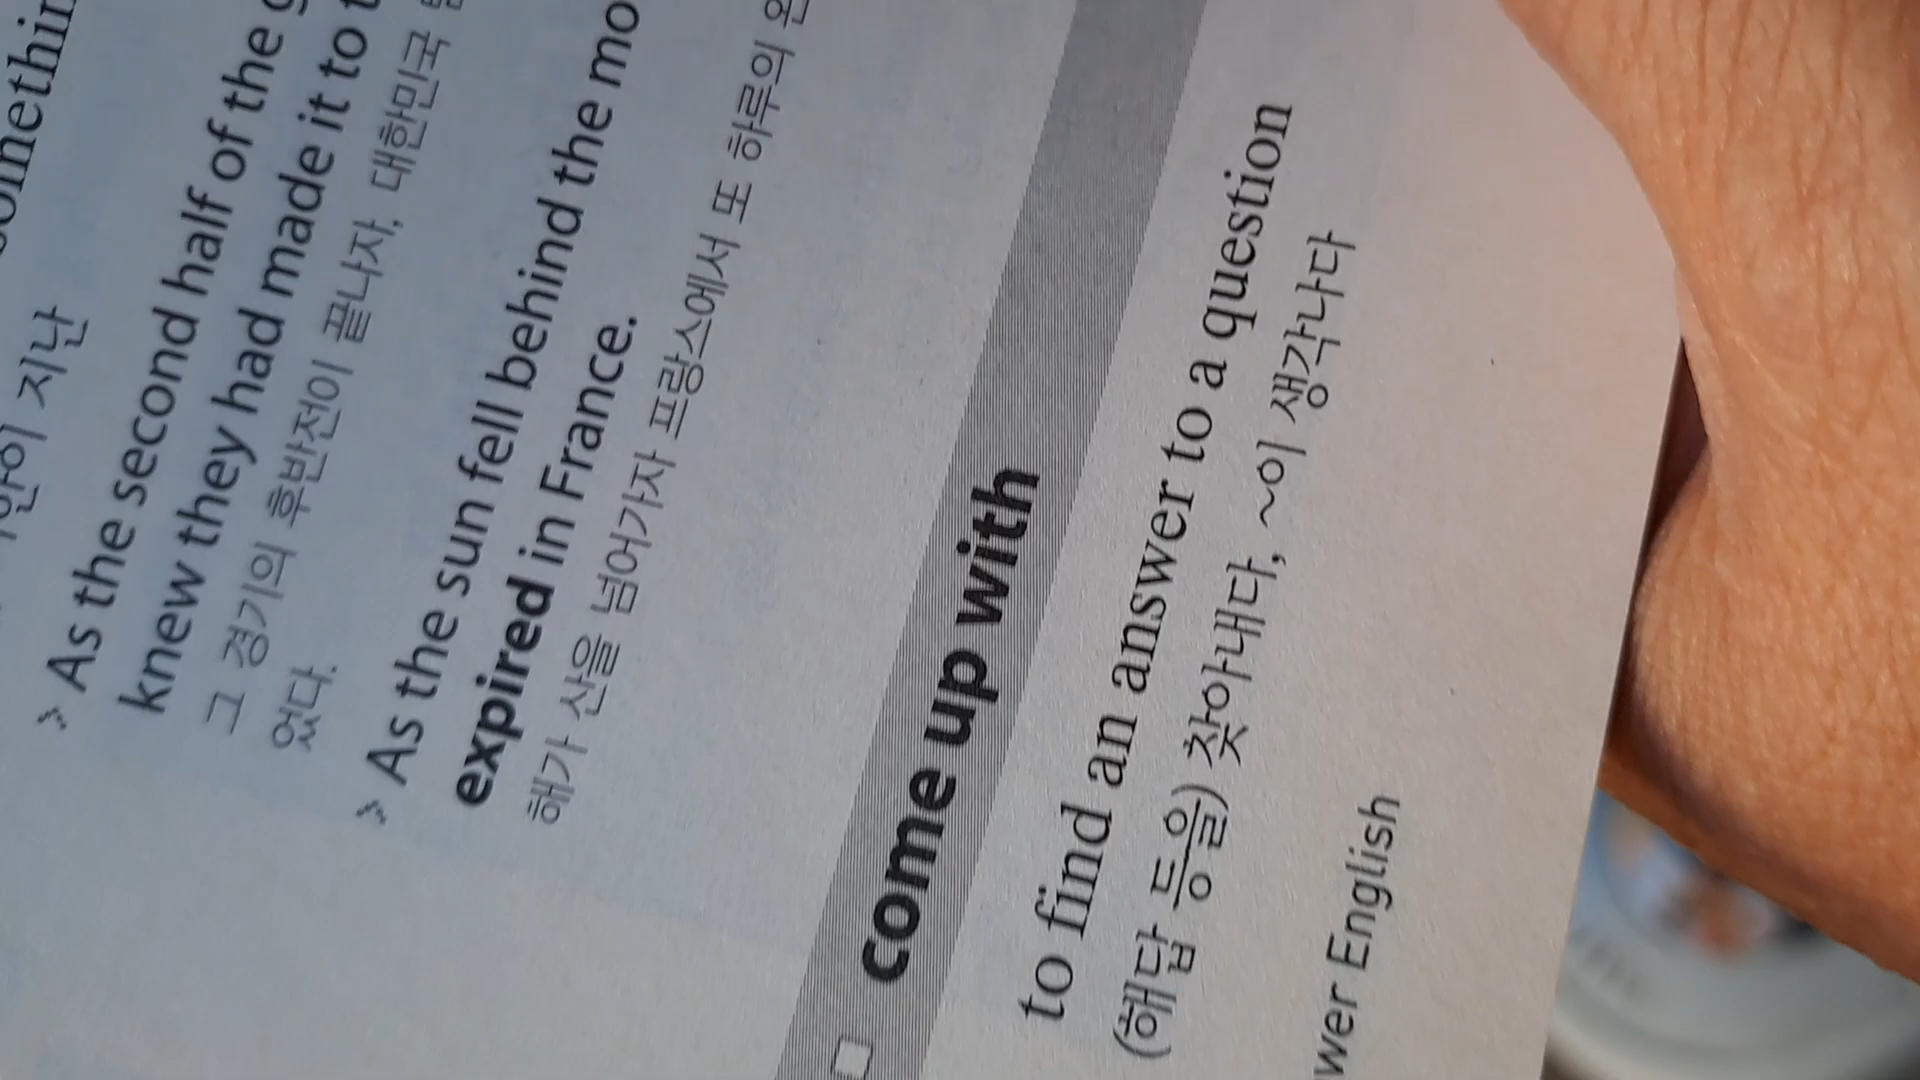 지난
As the second half of the
knew they had made it to
그 경기의 후반전이 끝나자, 대한민국
었다.
As the sun fell behind the mo
expired in France.
해가 산을 넘어가자 프랑스에서 또 하루의
□ come up with
to find an answer to a question
(해답 등을) 찾아내다, ~이 생각나다
wer English